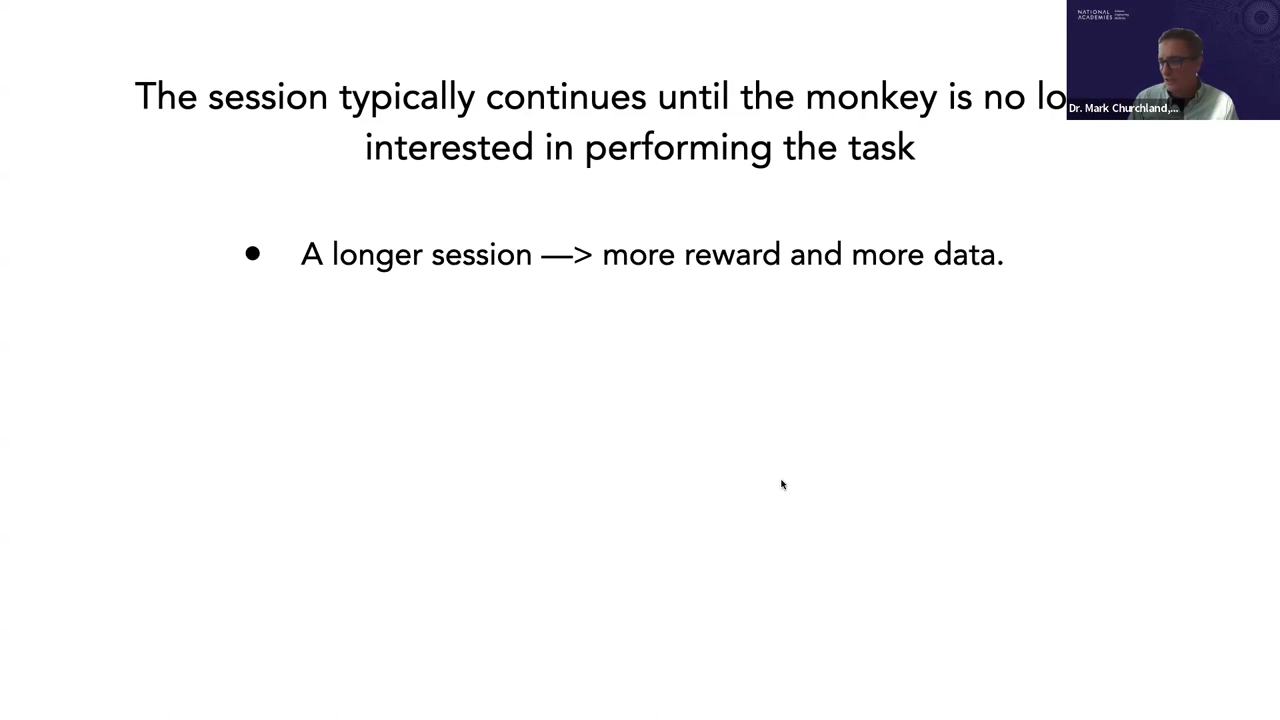 The session typically continues until the monkey is no lo
interested in performing the task
• A longer session —> more reward and more data.
NATIONAL
ACADEMIES
Dr. Mark Churchland,...